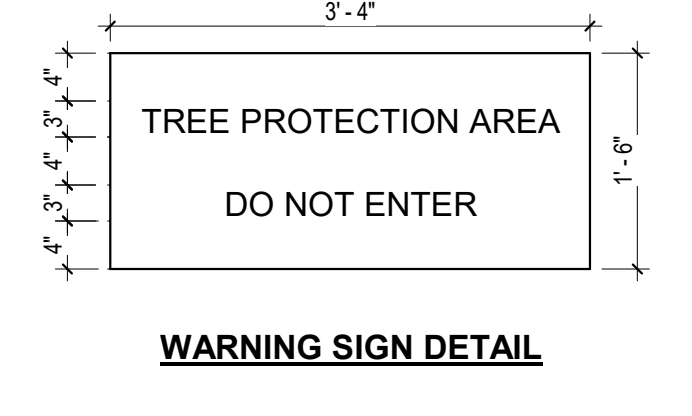 3' - 4"
4"
3"
4"
3"
4"
TREE PROTECTION AREA
DO NOT ENTER
1' - 6"
WARNING SIGN DETAIL